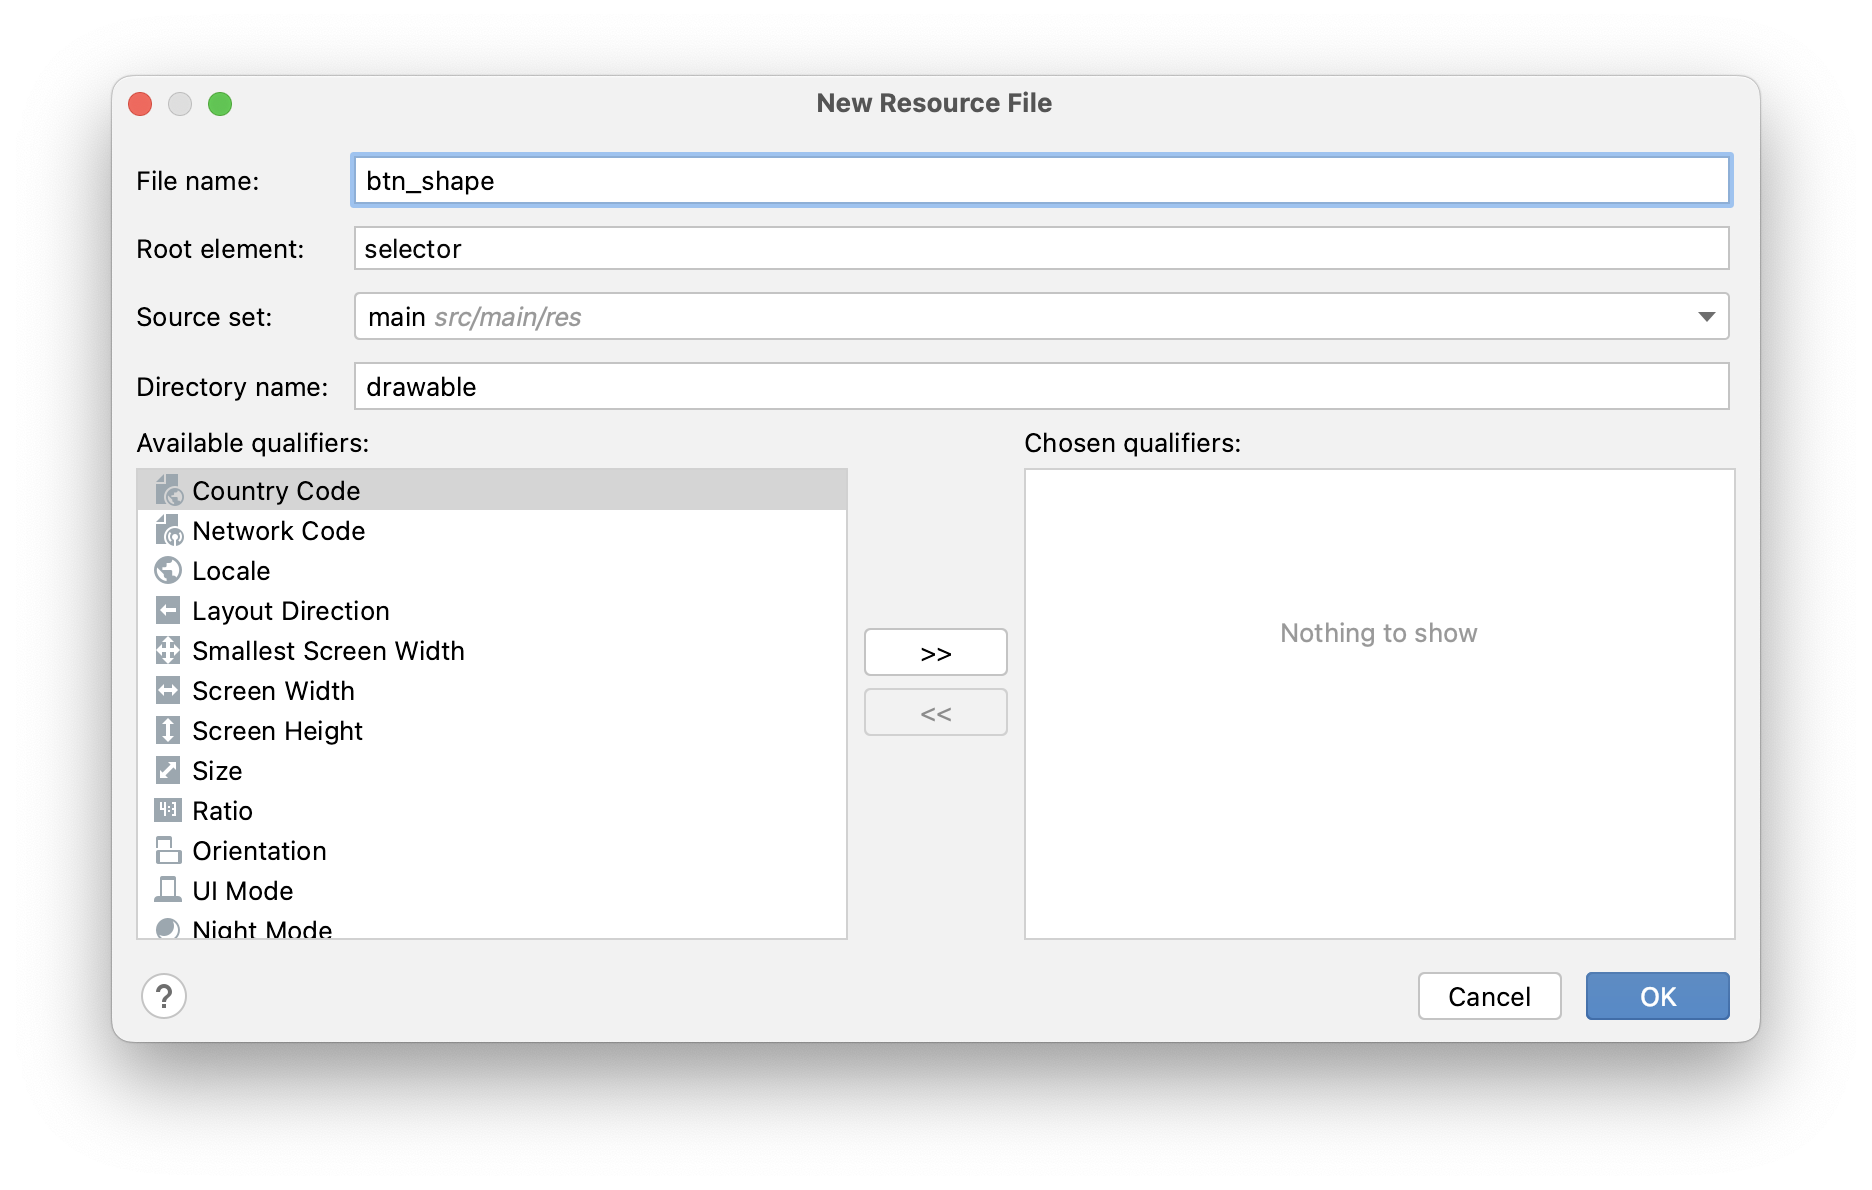 New Resource File
File name: btn_shape
Root element: selector
Source set: main src/main/res
Directory name: drawable
Available qualifiers:
Country Code
Network Code
Locale
Layout Direction
Smallest Screen Width
Screen Width
Screen Height
Size
4:3 Ratio
Orientation
UI Mode
Night Mode
>>
<<
Chosen qualifiers:
Nothing to show
?
Cancel
OK